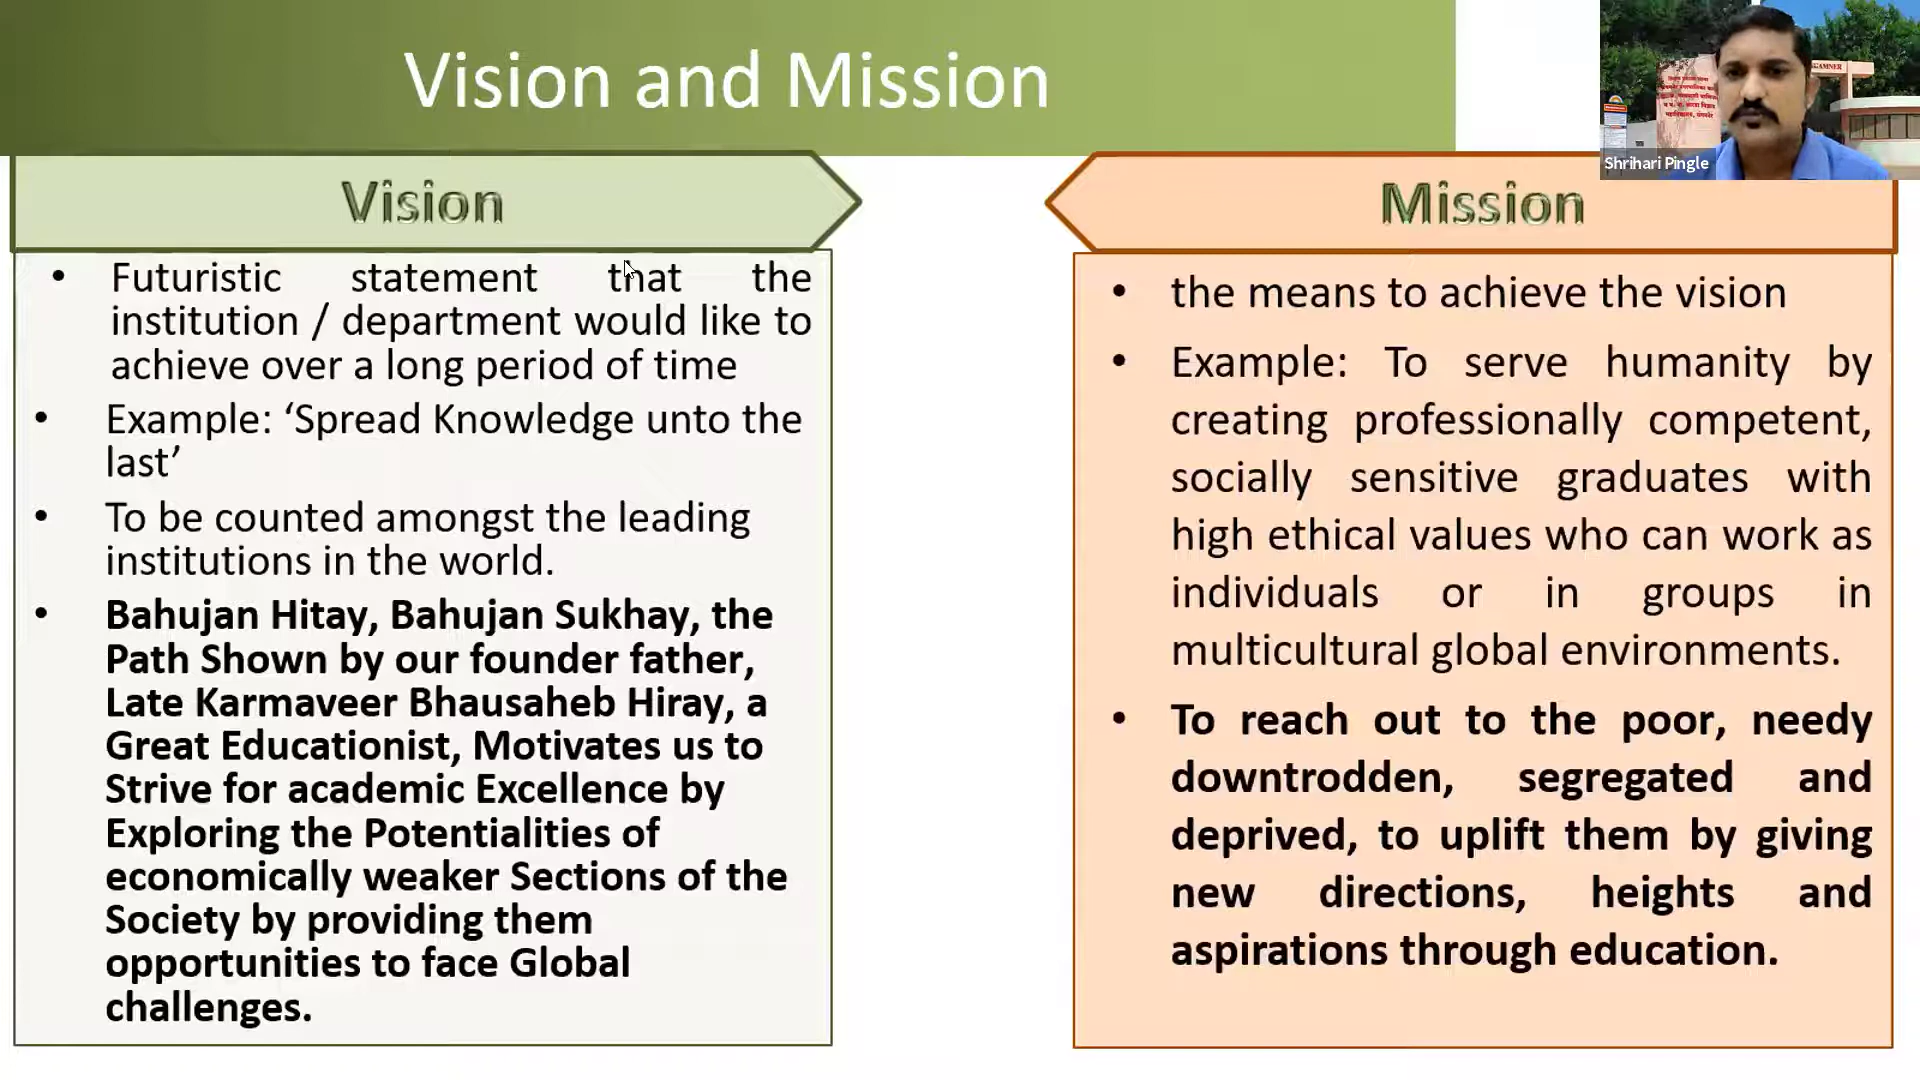 Vision and Mission
Shrihari Pingle
Vision
• Futuristic statement that the
institution / department would like to
achieve over a long period of time
• Example: ‘Spread Knowledge unto the
last’
• To be counted amongst the leading
institutions in the world.
• Bahujan Hitay, Bahujan Sukhay, the
Path Shown by our founder father,
Late Karmaveer Bhausaheb Hiray, a
Great Educationist, Motivates us to
Strive for academic Excellence by
Exploring the Potentialities of
economically weaker Sections of the
Society by providing them
opportunities to face Global
challenges.
Mission
• the means to achieve the vision
• Example: To serve humanity by
creating professionally competent,
socially sensitive graduates with
high ethical values who can work as
individuals or in groups in
multicultural global environments.
• To reach out to the poor, needy
downtrodden, segregated and
deprived, to uplift them by giving
new directions, heights and
aspirations through education.